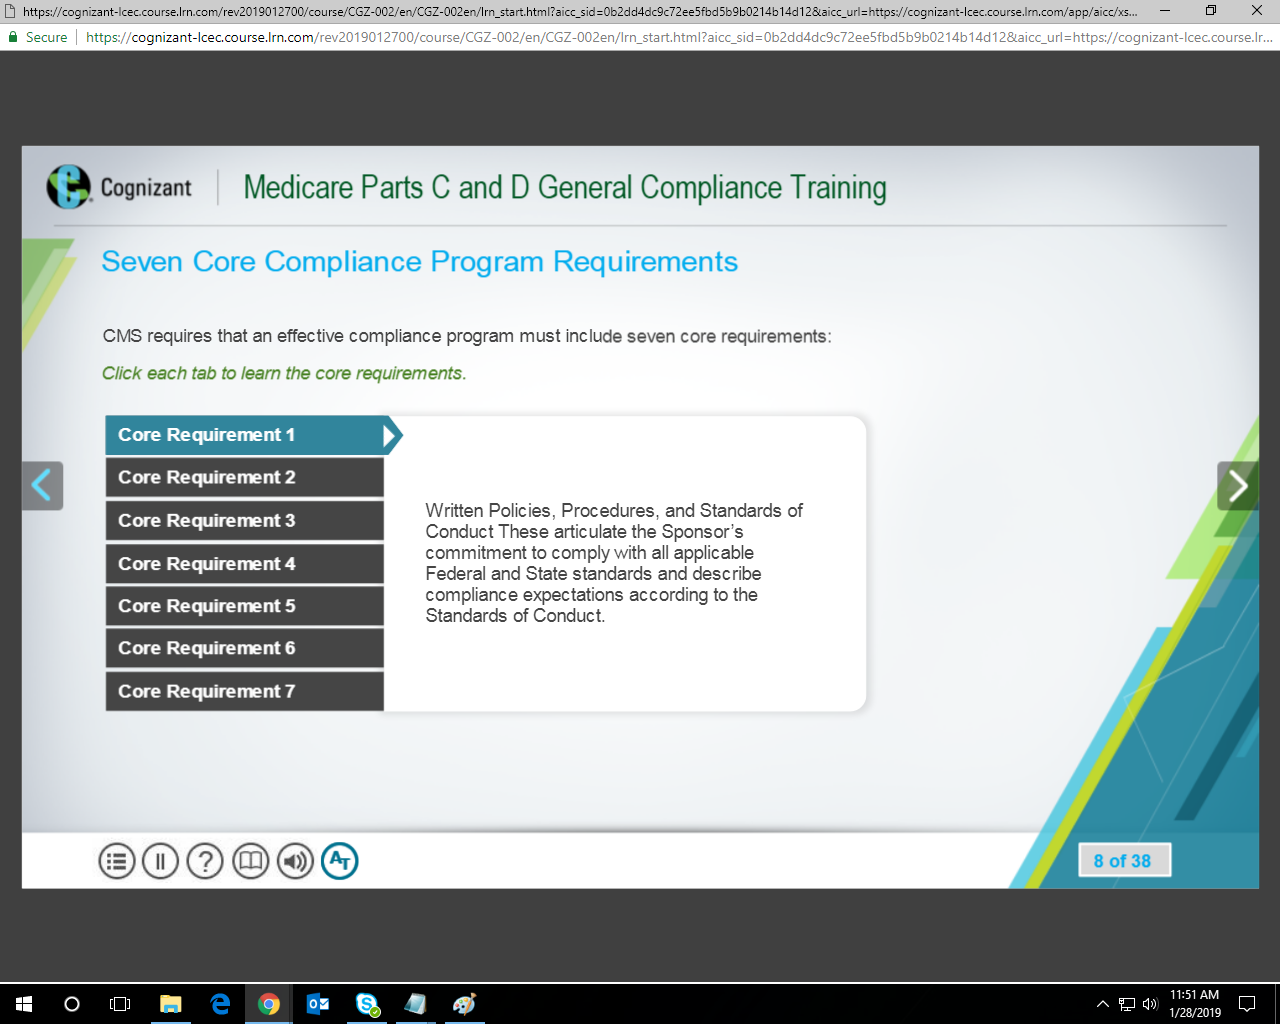 https://cognizant-lcec.course.lrn.com/rev2019012700/course/CGZ-002/en/CGZ-002en/lrn_start.html?aicc_sid=0b2dd4dc9c72ee5fbd5b9b0214b14d12&aicc_url=https://cognizant-lcec.course.lrn.com/app/aicc/xs...
Secure https://cognizant-lcec.course.lrn.com/rev2019012700/course/CGZ-002/en/CGZ-002en/lrn_start.html?aicc_sid=0b2dd4dc9c72ee5fbd5b9b0214b14d12&aicc_url=https://cognizant-lcec.course.lr...
Cognizant
Medicare Parts C and D General Compliance Training
Seven Core Compliance Program Requirements
CMS requires that an effective compliance program must include seven core requirements:
Click each tab to learn the core requirements.
Core Requirement 1
Core Requirement 2
Core Requirement 3
Core Requirement 4
Core Requirement 5
Core Requirement 6
Core Requirement 7
Written Policies, Procedures, and Standards of
Conduct These articulate the Sponsor's
commitment to comply with all applicable
Federal and State standards and describe
compliance expectations according to the
Standards of Conduct.
AT
8 of 38
11:51 AM
1/28/2019